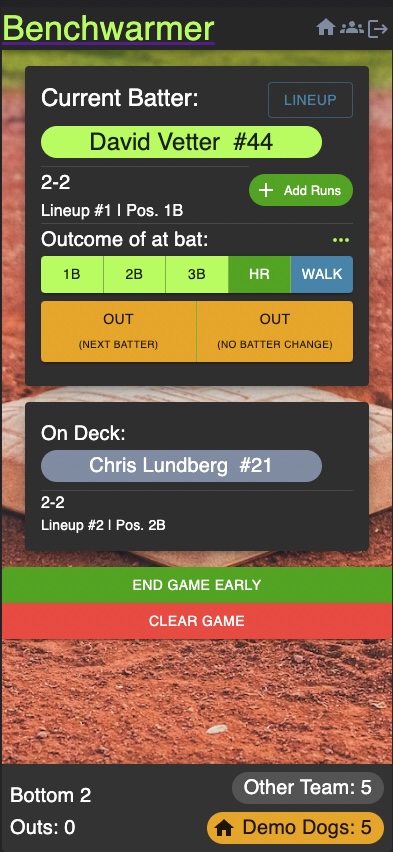 Benchwarmer
Current Batter:
LINEUP
David Vetter #44
2-2
Add Runs
Lineup #1 | Pos. 1B
Outcome of at bat:
1B 2B 3B HR WALK
OUT OUT
(NEXT BATTER) (NO BATTER CHANGE)
On Deck:
Chris Lundberg #21
2-2
Lineup #2 | Pos. 2B
END GAME EARLY
CLEAR GAME
Bottom 2
Other Team: 5
Outs: 0
Demo Dogs: 5